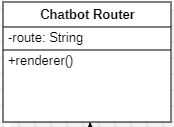 Chatbot Router
-route: String
+renderer()